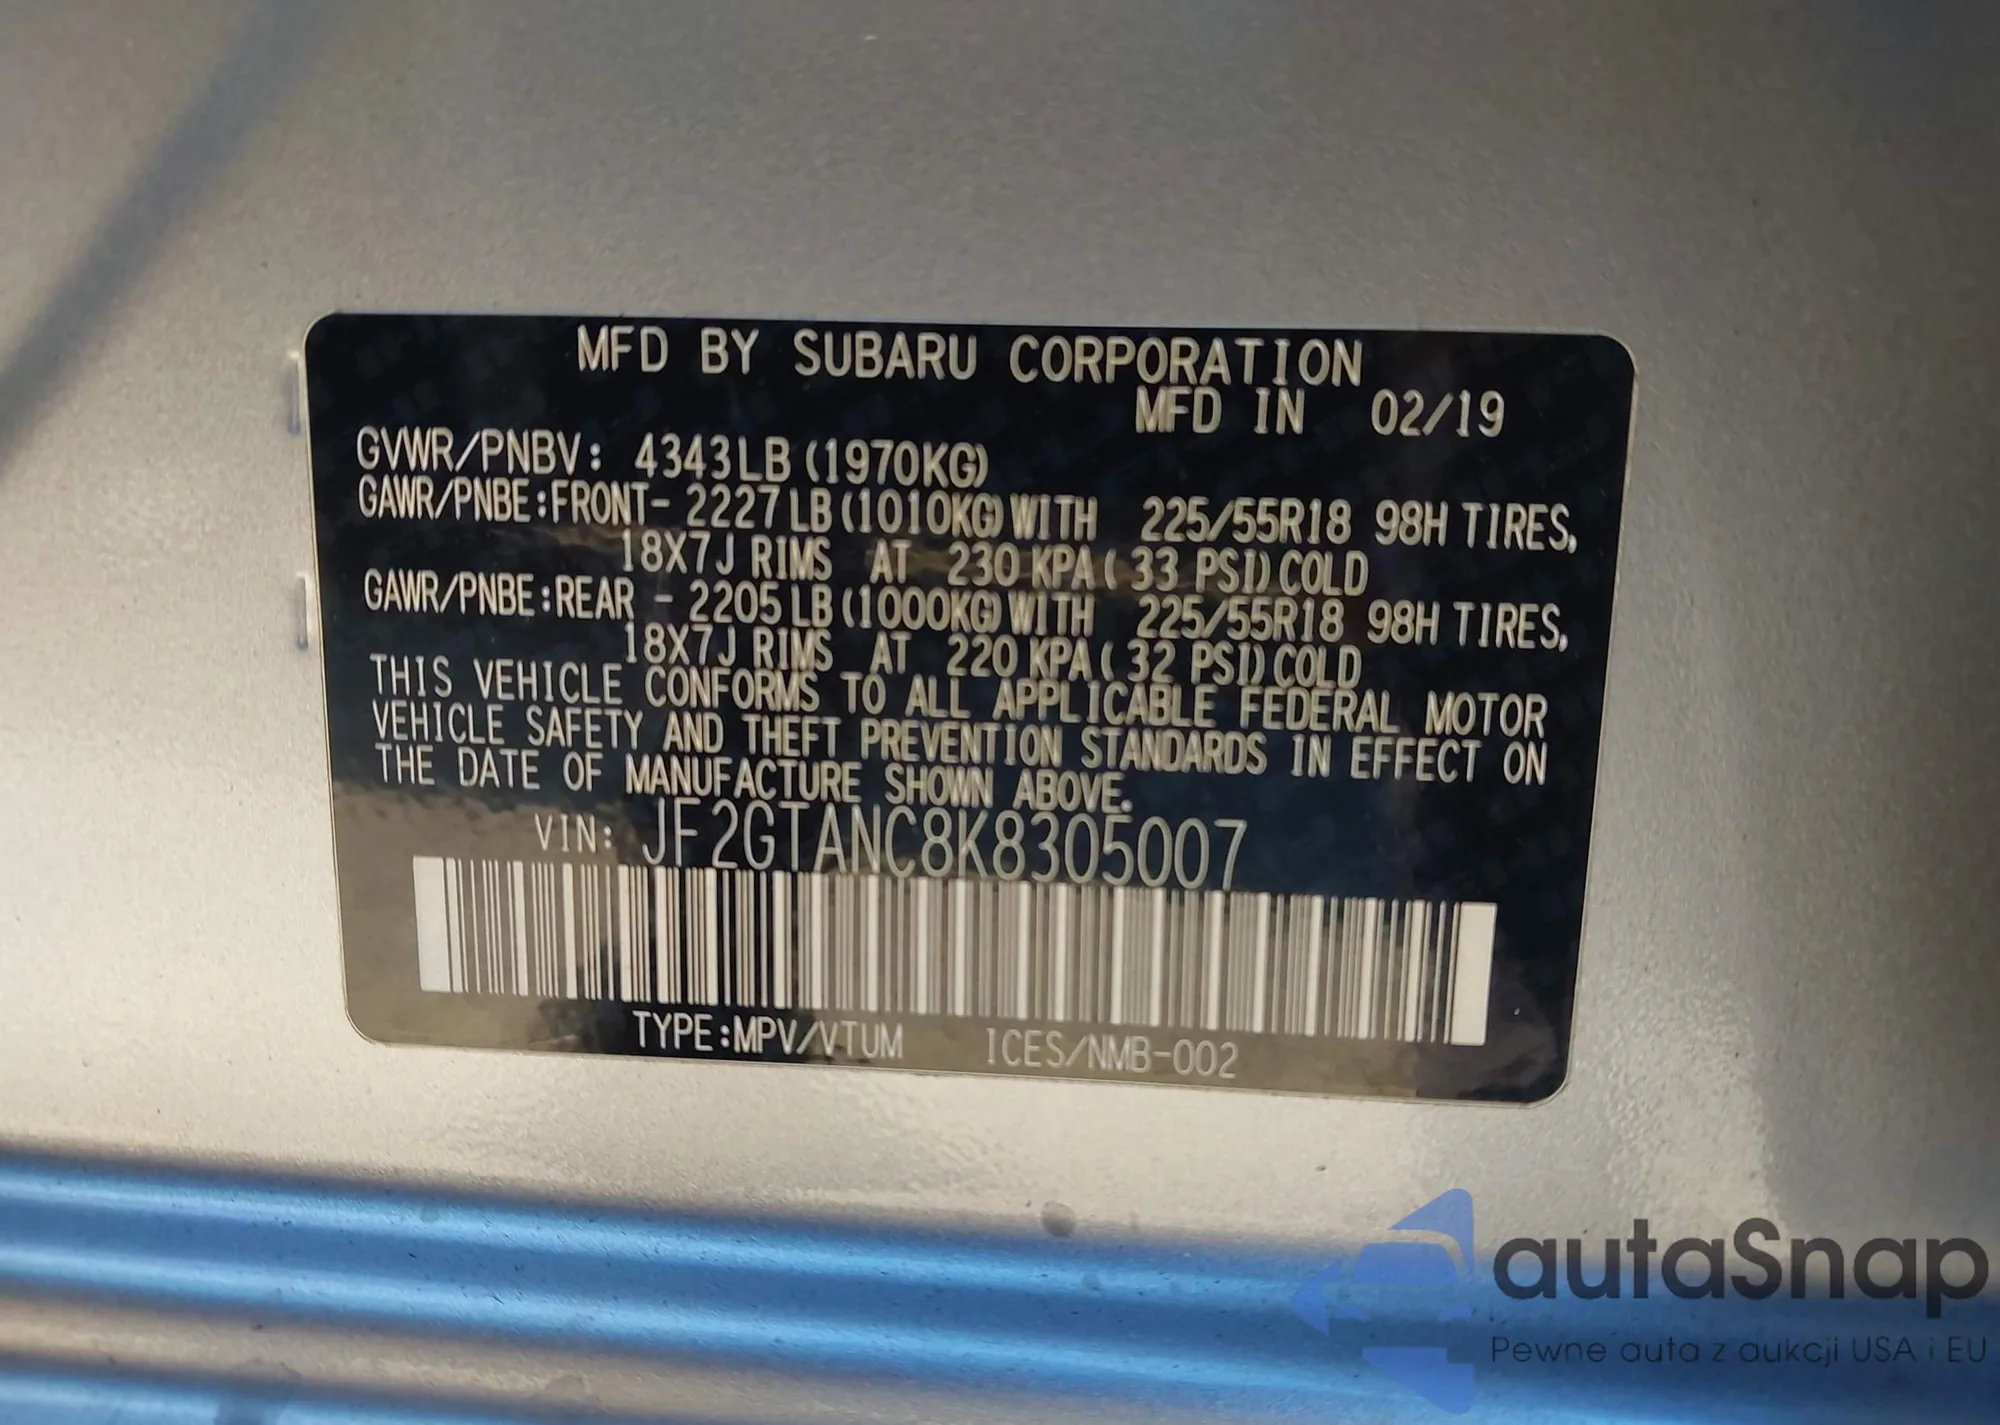 MFD BY SUBARU CORPORATION
MFD IN 02/19
GVWR/PNBV: 4343LB(1970KG)
GAWR/PNBE:FRONT- 2227LB(1010KG)WITH 225/55R18 98H TIRES,
18X7J RIMS AT 230 KPA( 33 PSI)COLD
GAWR/PNBE:REAR - 2205LB(1000KG)WITH 225/55R18 98H TIRES,
18X7J RIMS AT 220 KPA( 32 PSI)COLD
THIS VEHICLE CONFORMS TO ALL APPLICABLE FEDERAL MOTOR
VEHICLE SAFETY AND THEFT PREVENTION STANDARDS IN EFFECT ON
THE DATE OF MANUFACTURE SHOWN ABOVE.
VIN: JF2GTANC8K8305007
TYPE:MPV/VTUM ICES/NMB-002
autaSnap
Pewne auta z aukcji USA i EU